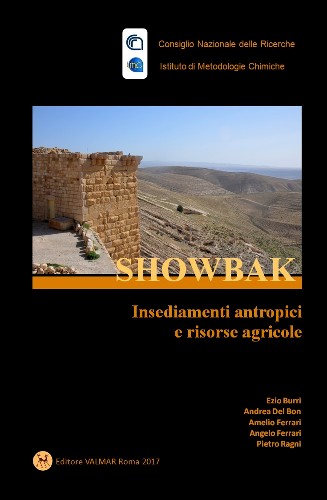 Consiglio Nazionale delle Ricerche
Istituto di Metodologie Chimiche
SHOWBAK
Insediamenti antropici
e risorse agricole
Ezio Burri
Andrea Del Bon
Amelio Ferrari
Angelo Ferrari
Pietro Ragni
Editore VALMAR Roma 2017